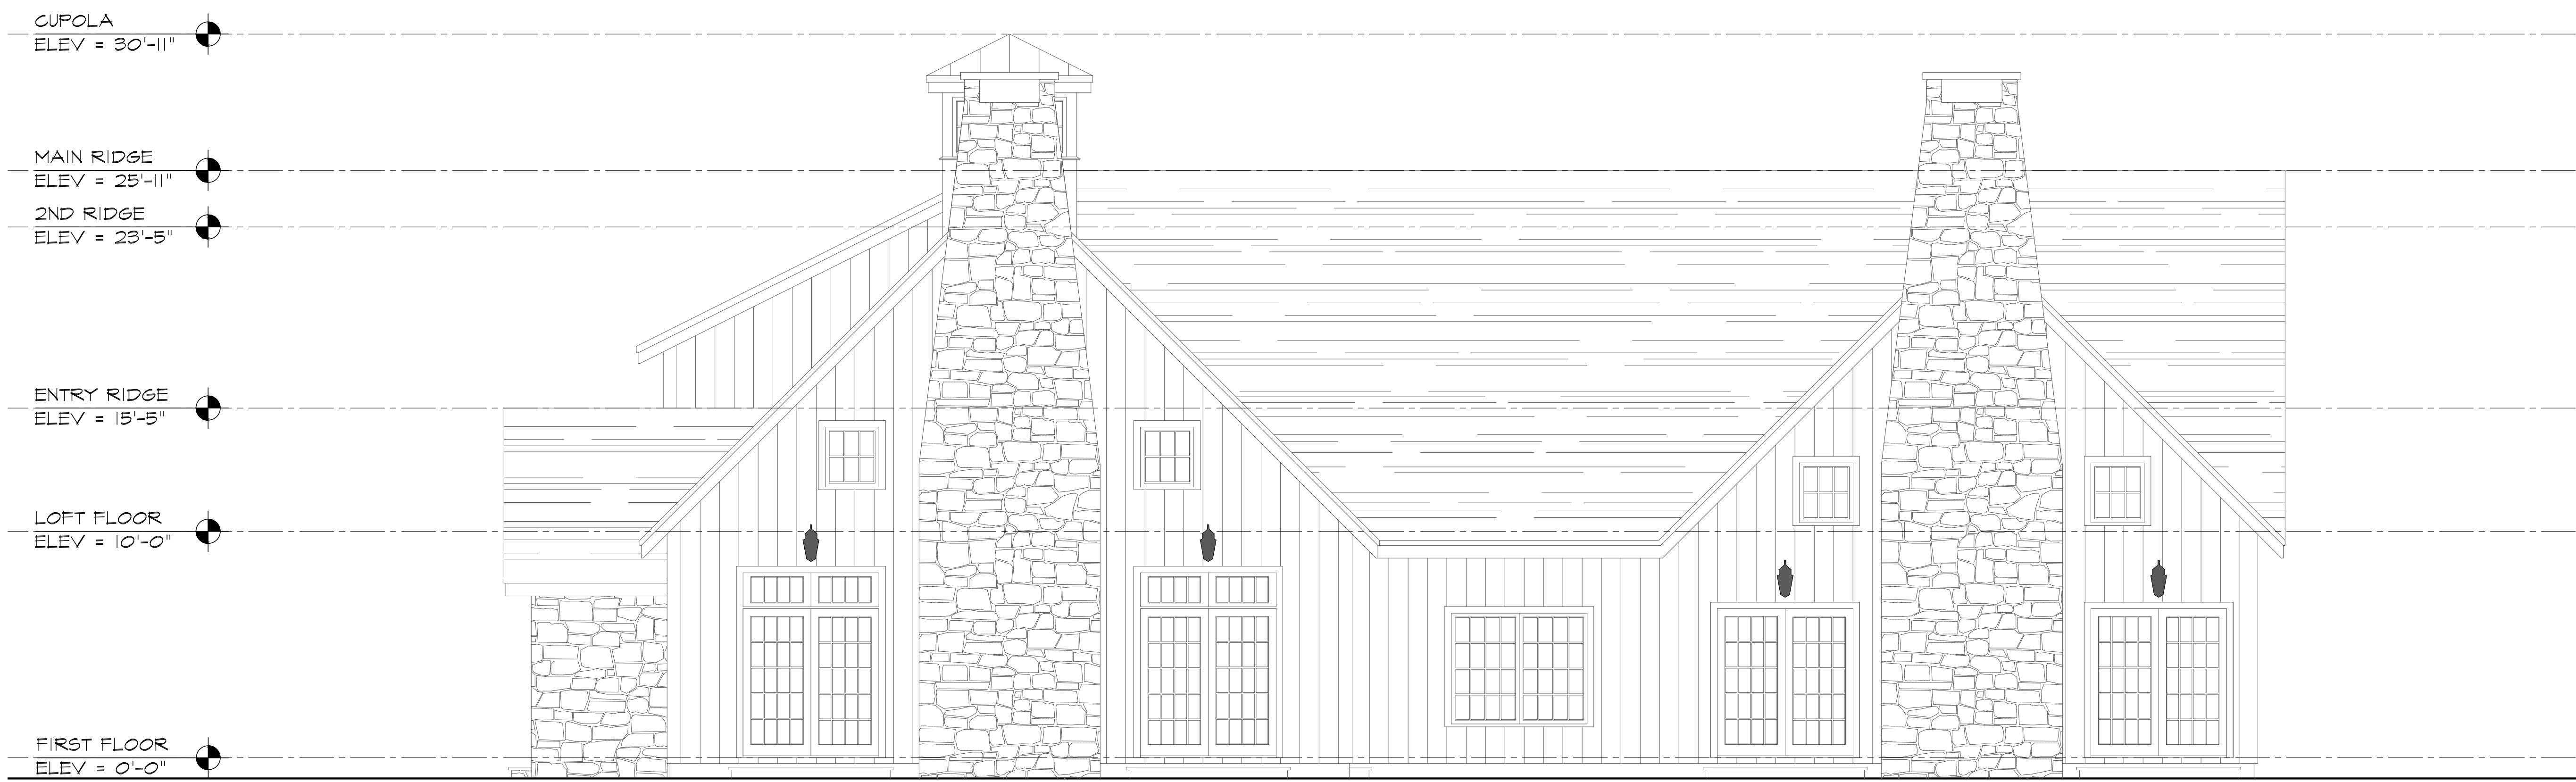 CUPOLA
ELEV = 30'-11"
MAIN RIDGE
ELEV = 25'-11"
2ND RIDGE
ELEV = 23'-5"
ENTRY RIDGE
ELEV = 15'-5"
LOFT FLOOR
ELEV = 10'-0"
FIRST FLOOR
ELEV = 0'-0"